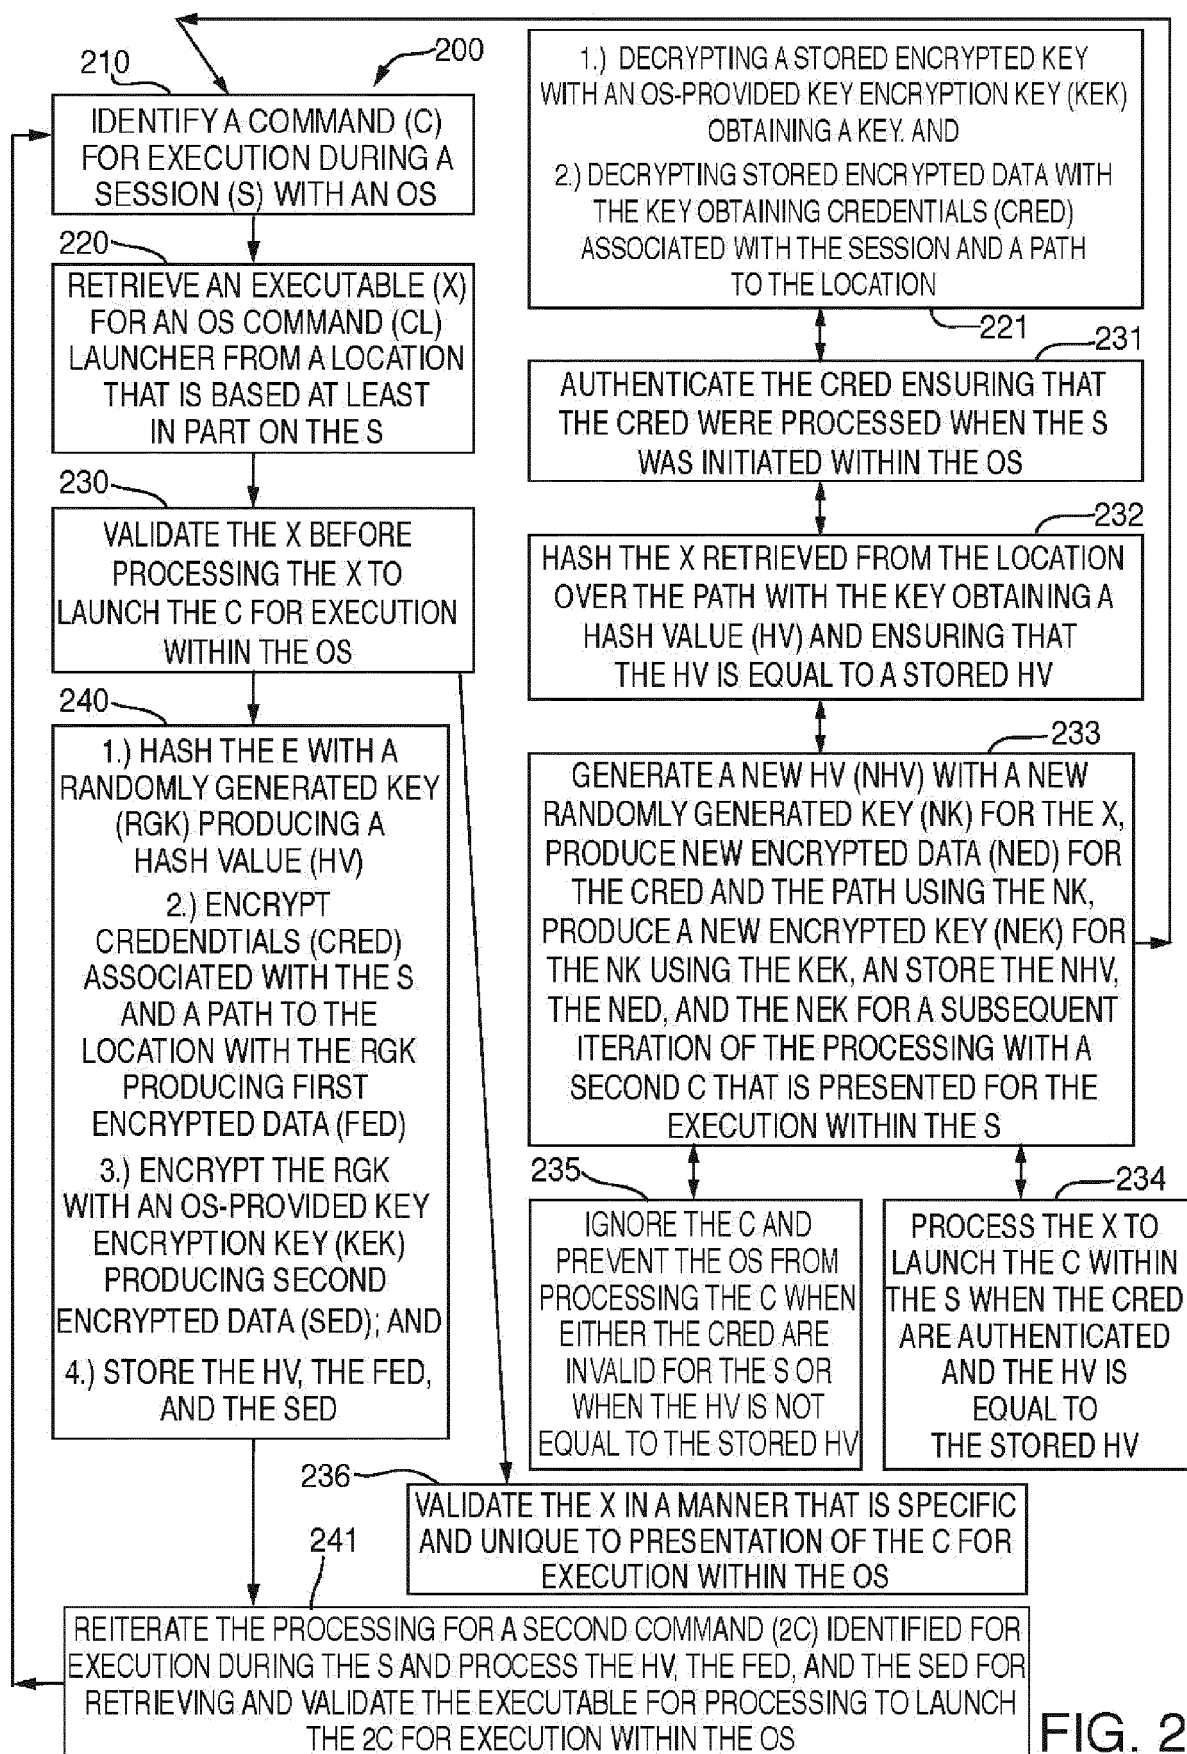 200
210
IDENTIFY A COMMAND (C)
FOR EXECUTION DURING A
SESSION (S) WITH AN OS
220
RETRIEVE AN EXECUTABLE (X)
FOR AN OS COMMAND (CL)
LAUNCHER FROM A LOCATION
THAT IS BASED AT LEAST
IN PART ON THE S
230
VALIDATE THE X BEFORE
PROCESSING THE X TO
LAUNCH THE C FOR EXECUTION
WITHIN THE OS
240
1.) HASH THE E WITH A
RANDOMLY GENERATED KEY
(RGK) PRODUCING A
HASH VALUE (HV)
2.) ENCRYPT
CREDENDTIALS (CRED)
ASSOCIATED WITH THE S
AND A PATH TO THE
LOCATION WITH THE RGK
PRODUCING FIRST
ENCRYPTED DATA (FED)
3.) ENCRYPT THE RGK
WITH AN OS-PROVIDED KEY
ENCRYPTION KEY (KEK)
PRODUCING SECOND
ENCRYPTED DATA (SED); AND
4.) STORE THE HV, THE FED,
AND THE SED
1.) DECRYPTING A STORED ENCRYPTED KEY
WITH AN OS-PROVIDED KEY ENCRYPTION KEY (KEK)
OBTAINING A KEY. AND
2.) DECRYPTING STORED ENCRYPTED DATA WITH
THE KEY OBTAINING CREDENTIALS (CRED)
ASSOCIATED WITH THE SESSION AND A PATH
TO THE LOCATION
221
231
AUTHENTICATE THE CRED ENSURING THAT
THE CRED WERE PROCESSED WHEN THE S
WAS INITIATED WITHIN THE OS
232
HASH THE X RETRIEVED FROM THE LOCATION
OVER THE PATH WITH THE KEY OBTAINING A
HASH VALUE (HV) AND ENSURING THAT
THE HV IS EQUAL TO A STORED HV
233
GENERATE A NEW HV (NHV) WITH A NEW
RANDOMLY GENERATED KEY (NK) FOR THE X,
PRODUCE NEW ENCRYPTED DATA (NED) FOR
THE CRED AND THE PATH USING THE NK,
PRODUCE A NEW ENCRYPTED KEY (NEK) FOR
THE NK USING THE KEK, AN STORE THE NHV,
THE NED, AND THE NEK FOR A SUBSEQUENT
ITERATION OF THE PROCESSING WITH A
SECOND C THAT IS PRESENTED FOR THE
EXECUTION WITHIN THE S
235
IGNORE THE C AND
PREVENT THE OS FROM
PROCESSING THE C WHEN
EITHER THE CRED ARE
INVALID FOR THE S OR
WHEN THE HV IS NOT
EQUAL TO THE STORED HV
234
PROCESS THE X TO
LAUNCH THE C WITHIN
THE S WHEN THE CRED
ARE AUTHENTICATED
AND THE HV IS
EQUAL TO
THE STORED HV
236
VALIDATE THE X IN A MANNER THAT IS SPECIFIC
AND UNIQUE TO PRESENTATION OF THE C FOR
EXECUTION WITHIN THE OS
241
REITERATE THE PROCESSING FOR A SECOND COMMAND (2C) IDENTIFIED FOR
EXECUTION DURING THE S AND PROCESS THE HV, THE FED, AND THE SED FOR
RETRIEVING AND VALIDATE THE EXECUTABLE FOR PROCESSING TO LAUNCH
THE 2C FOR EXECUTION WITHIN THE OS
FIG. 2